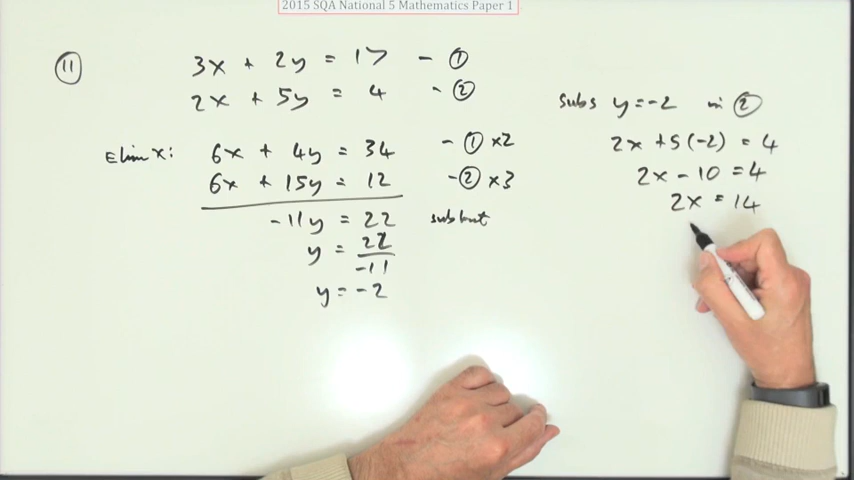 2015 SQA National 5 Mathematics Paper 1
⑪ 3x + 2y = 17 - ①
2x + 5y = 4 - ②
Elim x: 6x + 4y = 34 - ① x2
6x + 15y = 12 - ② x3
-11y = 22 subtract
y = 22/-11
y = -2
Subs y = -2 in ②
2x + 5(-2) = 4
2x - 10 = 4
2x = 14